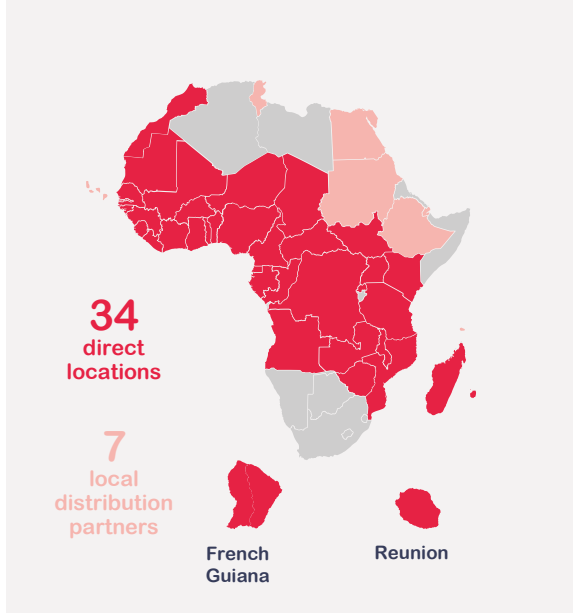 34
direct
locations
7
local
distribution
partners
French
Guiana
Reunion